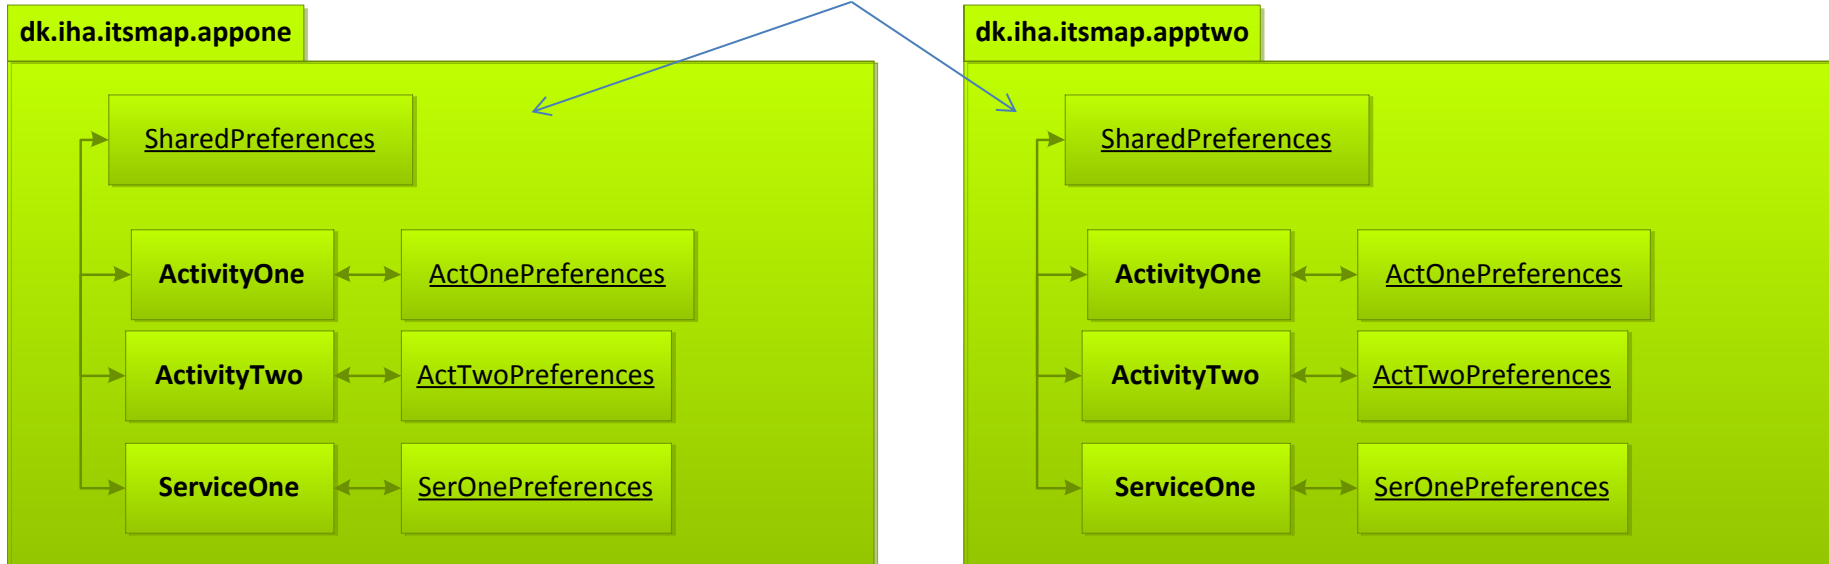 dk.iha.itsmap.appone
SharedPreferences
ActivityOne
ActOnePreferences
ActivityTwo
ActTwoPreferences
ServiceOne
SerOnePreferences
dk.iha.itsmap.apptwo
SharedPreferences
ActivityOne
ActOnePreferences
ActivityTwo
ActTwoPreferences
ServiceOne
SerOnePreferences